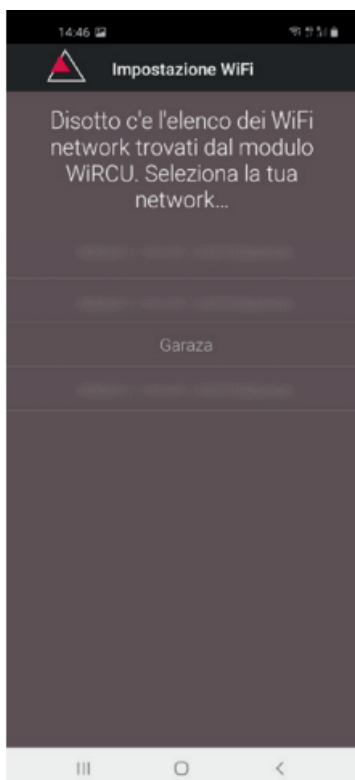 14:46
Impostazione WiFi
Disotto c'e l'elenco dei WiFi
network trovati dal modulo
WiRCU. Seleziona la tua
network...
Garaza